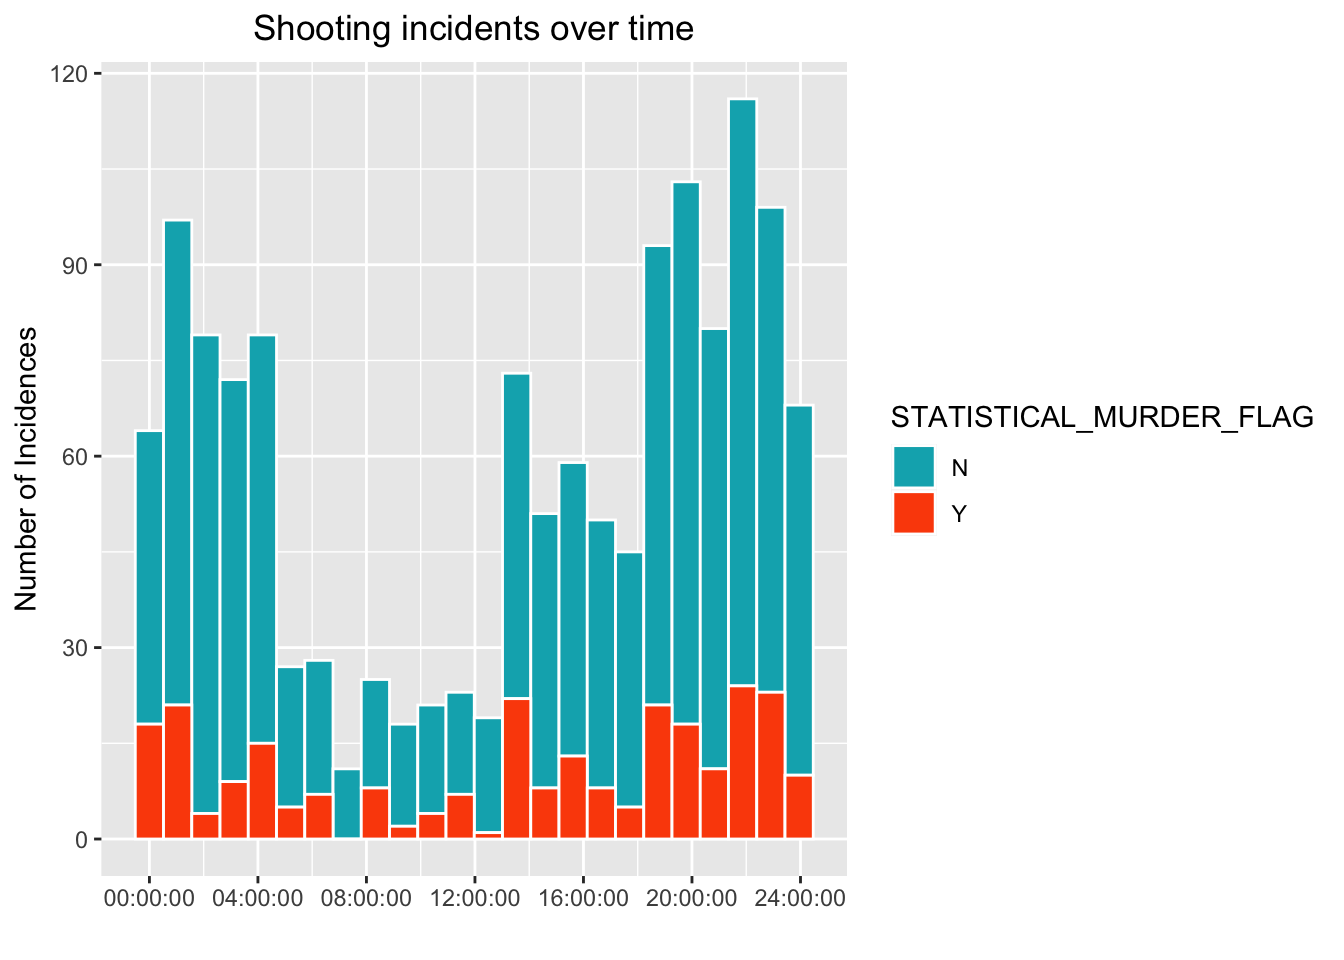 Shooting incidents over time
120
90
60
30
0
Number of Incidences
00:00:00 04:00:00 08:00:00 12:00:00 16:00:00 20:00:00 24:00:00
STATISTICAL_MURDER_FLAG
N
Y